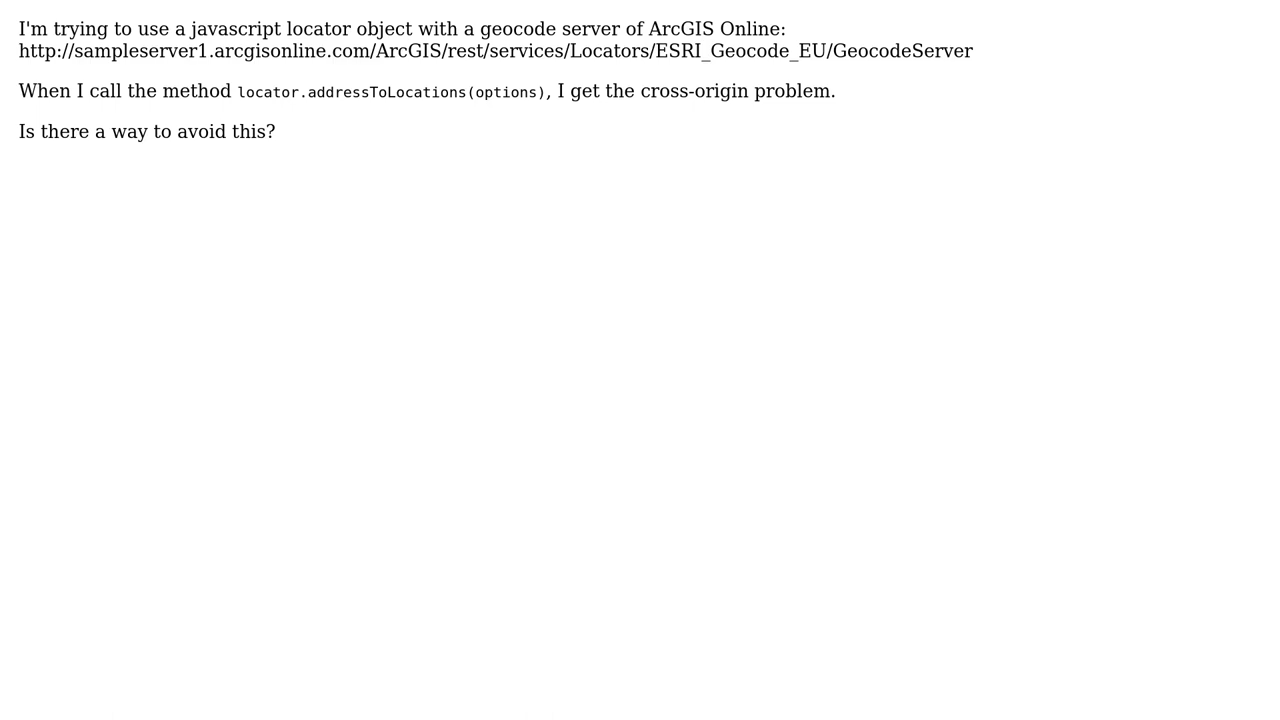 I'm trying to use a javascript locator object with a geocode server of ArcGIS Online:
http://sampleserver1.arcgisonline.com/ArcGIS/rest/services/Locators/ESRI_Geocode_EU/GeocodeServer
When I call the method locator.addressToLocations(options), I get the cross-origin problem.
Is there a way to avoid this?